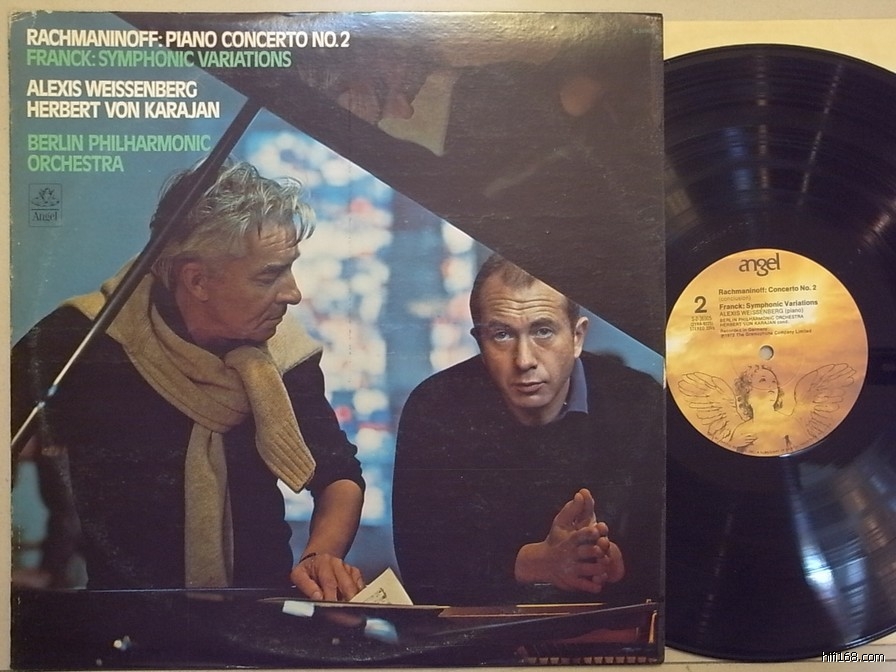 RACHMANINOFF: PIANO CONCERTO NO. 2
FRANCK: SYMPHONIC VARIATIONS
ALEXIS WEISSENBERG
HERBERT VON KARAJAN
BERLIN PHILHARMONIC
ORCHESTRA
Angel
angel
2
Rachmaninoff: Concerto No. 2
(conclusion)
Franck: Symphonic Variations
ALEXIS WEISSENBERG (piano)
BERLIN PHILHARMONIC ORCHESTRA
HERBERT VON KARAJAN cond.
Recorded in Germany
hifi168.com